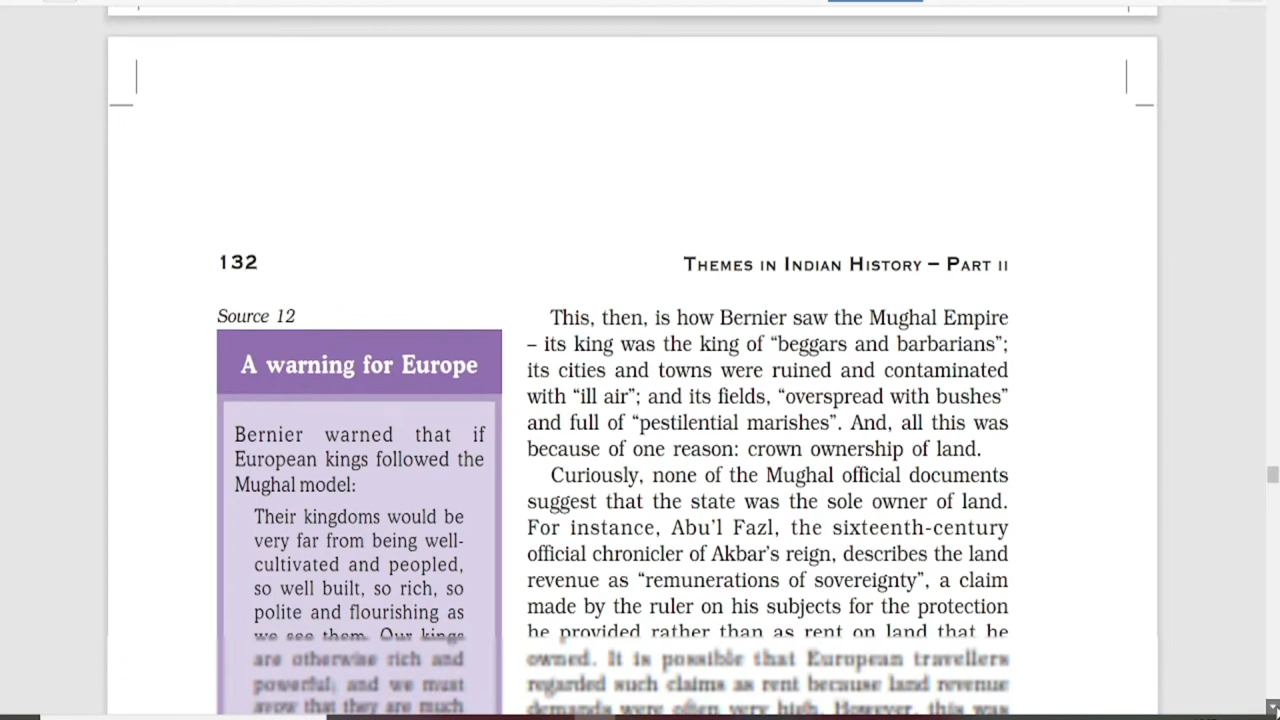 132
THEMES IN INDIAN HISTORY – PART II
Source 12
A warning for Europe
Bernier warned that if
European kings followed the
Mughal model:
Their kingdoms would be
very far from being well-
cultivated and peopled,
so well built, so rich, so
polite and flourishing as
we see them. Our kings
are otherwise rich and
powerful; and we must
avow that they are much
This, then, is how Bernier saw the Mughal Empire
– its king was the king of “beggars and barbarians”;
its cities and towns were ruined and contaminated
with “ill air”; and its fields, “overspread with bushes”
and full of “pestilential marishes”. And, all this was
because of one reason: crown ownership of land.
Curiously, none of the Mughal official documents
suggest that the state was the sole owner of land.
For instance, Abu’l Fazl, the sixteenth-century
official chronicler of Akbar’s reign, describes the land
revenue as “remunerations of sovereignty”, a claim
made by the ruler on his subjects for the protection
he provided rather than as rent on land that he
owned. It is possible that European travellers
regarded such claims as rent because land revenue
demands were often very high. However, this was